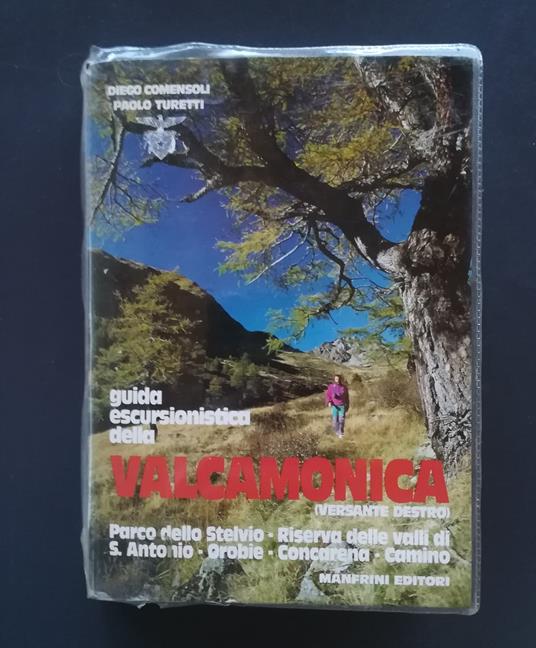 DIEGO COMENSOLI
PAOLO TURETTI
guida
escursionistica
della
VALCAMONICA
(VERSANTE DESTRO)
Parco dello Stelvio • Riserva delle valli di
S. Antonio • Orobie • Concarena • Camino
MANFRINI EDITORI